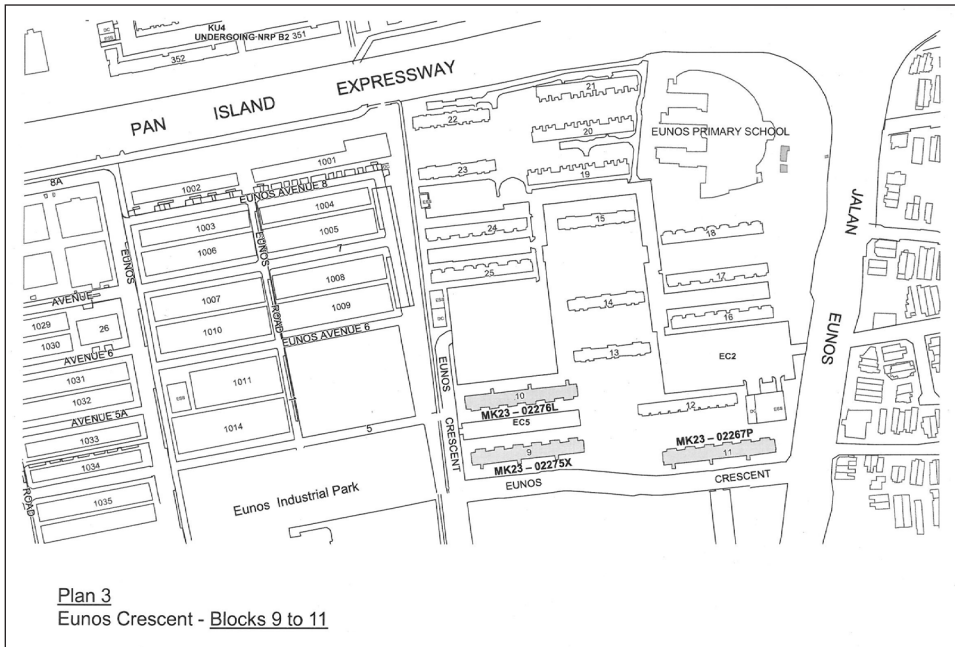 KU4
UNDERGOING NRP B2 351
352
PAN ISLAND EXPRESSWAY
21
22
20
EUNOS PRIMARY SCHOOL
1001
23
19
8A
1002
EUNOS AVENUE 8
1004
1003
15
JALAN
24
1005
18
1006
7
EUNOS
EUNOS
25
1008
17
1007
14
AVENUE
1009
ROAD
16
EUNOS
1029
26
1010
EUNOS AVENUE 6
1030
13
EC2
AVENUE 6
EUNOS
1031
1011
ESS
10
1032
12
MK23 – 02276L
AVENUE 5A
EC5
CRESCENT
1014
5
1033
MK23 – 02267P
9
11
1034
MK23 – 02275X
EUNOS CRESCENT
ROAD
1035
Eunos Industrial Park
Plan 3
Eunos Crescent - Blocks 9 to 11